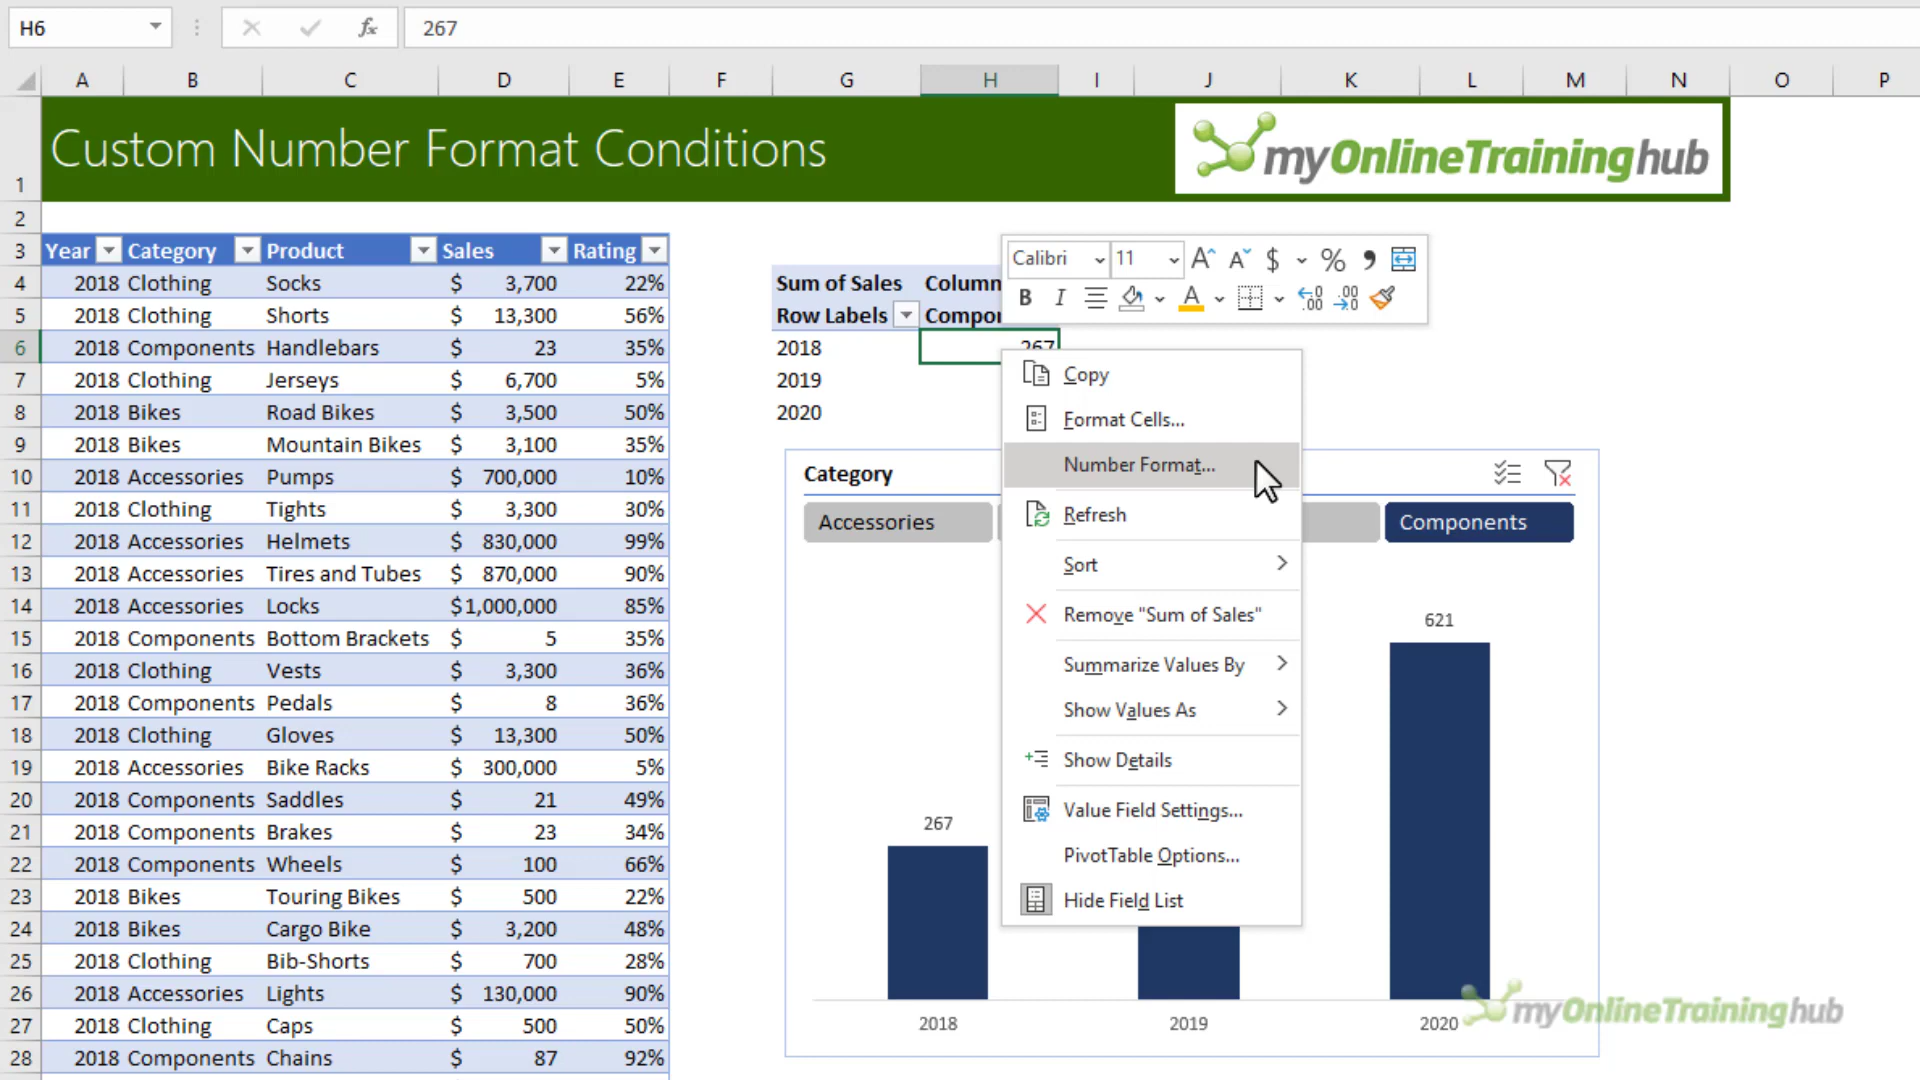 H6 fx 267
A B C D E F G H I J K L M N O P
1 Custom Number Format Conditions myOnlineTraininghub
2
3 Year Category Product Sales Rating
Calibri 11 A A $ % ,
4 2018 Clothing Socks $ 3,700 22% Sum of Sales Column
B I A .00 .00
5 2018 Clothing Shorts $ 13,300 56% Row Labels Compo
6 2018 Components Handlebars $ 23 35% 2018 267
7 2018 Clothing Jerseys $ 6,700 5% 2019
8 2018 Bikes Road Bikes $ 3,500 50% 2020
9 2018 Bikes Mountain Bikes $ 3,100 35%
10 2018 Accessories Pumps $ 700,000 10%
11 2018 Clothing Tights $ 3,300 30%
12 2018 Accessories Helmets $ 830,000 99%
13 2018 Accessories Tires and Tubes $ 870,000 90%
14 2018 Accessories Locks $1,000,000 85%
15 2018 Components Bottom Brackets $ 5 35%
16 2018 Clothing Vests $ 3,300 36%
17 2018 Components Pedals $ 8 36%
18 2018 Clothing Gloves $ 13,300 50%
19 2018 Accessories Bike Racks $ 300,000 5%
20 2018 Components Saddles $ 21 49%
21 2018 Components Brakes $ 23 34%
22 2018 Components Wheels $ 100 66%
23 2018 Bikes Touring Bikes $ 500 22%
24 2018 Bikes Cargo Bike $ 3,200 48%
25 2018 Clothing Bib-Shorts $ 700 28%
26 2018 Accessories Lights $ 130,000 90%
27 2018 Clothing Caps $ 500 50%
28 2018 Components Chains $ 87 92%
Copy
Format Cells...
Number Format...
Refresh
Sort
Remove "Sum of Sales"
Summarize Values By
Show Values As
Show Details
Value Field Settings...
PivotTable Options...
Hide Field List
Category
Accessories Components
621
267
2018 2019 2020
myOnlineTraininghub